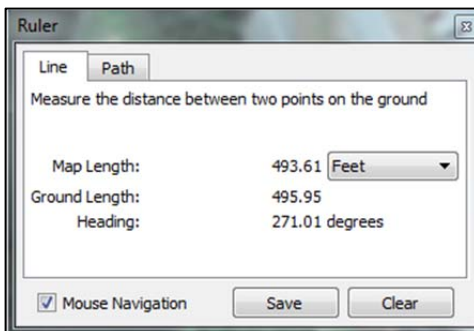 Ruler
Line Path
Measure the distance between two points on the ground
Map Length: 493.61 Feet
Ground Length: 495.95
Heading: 271.01 degrees
Mouse Navigation Save Clear